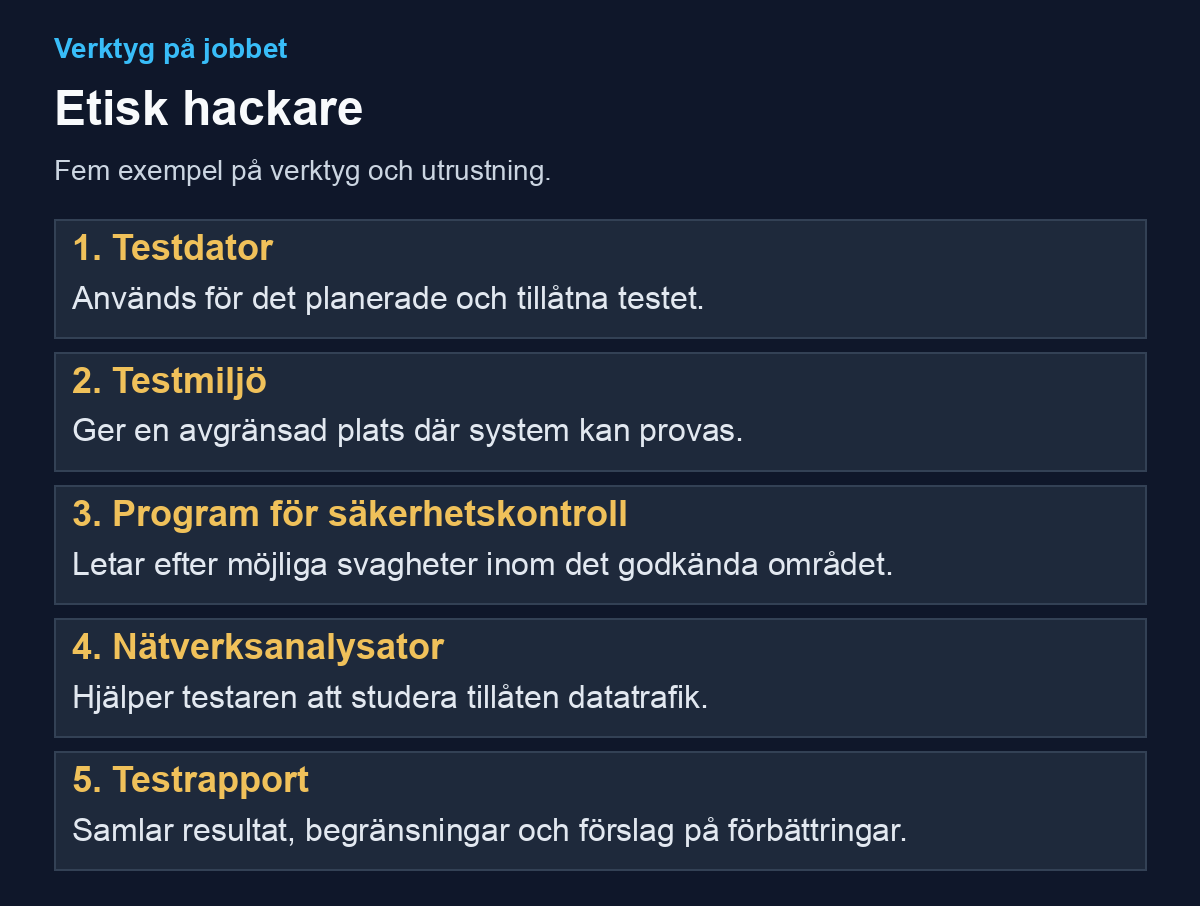 Verktyg på jobbet
Etisk hackare
Fem exempel på verktyg och utrustning.
1. Testdator
Används för det planerade och tillåtna testet.
2. Testmiljö
Ger en avgränsad plats där system kan provas.
3. Program för säkerhetskontroll
Letar efter möjliga svagheter inom det godkända området.
4. Nätverksanalysator
Hjälper testaren att studera tillåten datatrafik.
5. Testrapport
Samlar resultat, begränsningar och förslag på förbättringar.